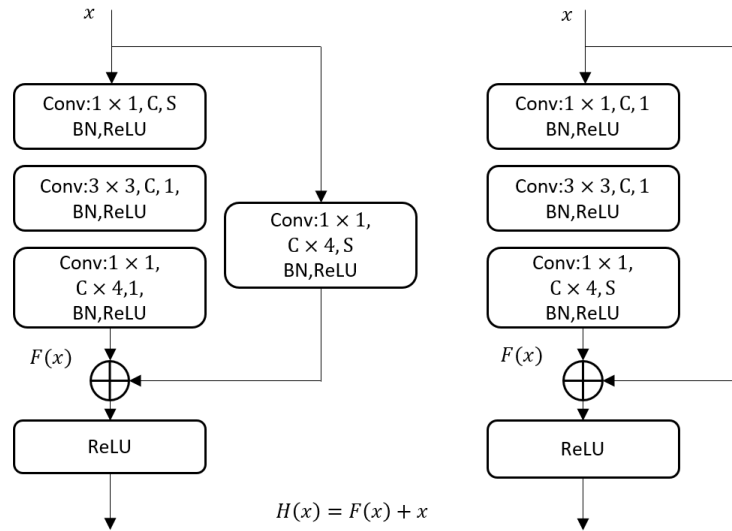 x
Conv:1 × 1, C, S
BN,ReLU
Conv:3 × 3, C, 1,
BN,ReLU
Conv:1 × 1,
C × 4,1,
BN,ReLU
F(x)
ReLU
Conv:1 × 1,
C × 4, S
BN,ReLU
x
Conv:1 × 1, C, 1
BN,ReLU
Conv:3 × 3, C, 1
BN,ReLU
Conv:1 × 1,
C × 4, S
BN,ReLU
F(x)
ReLU
H(x) = F(x) + x